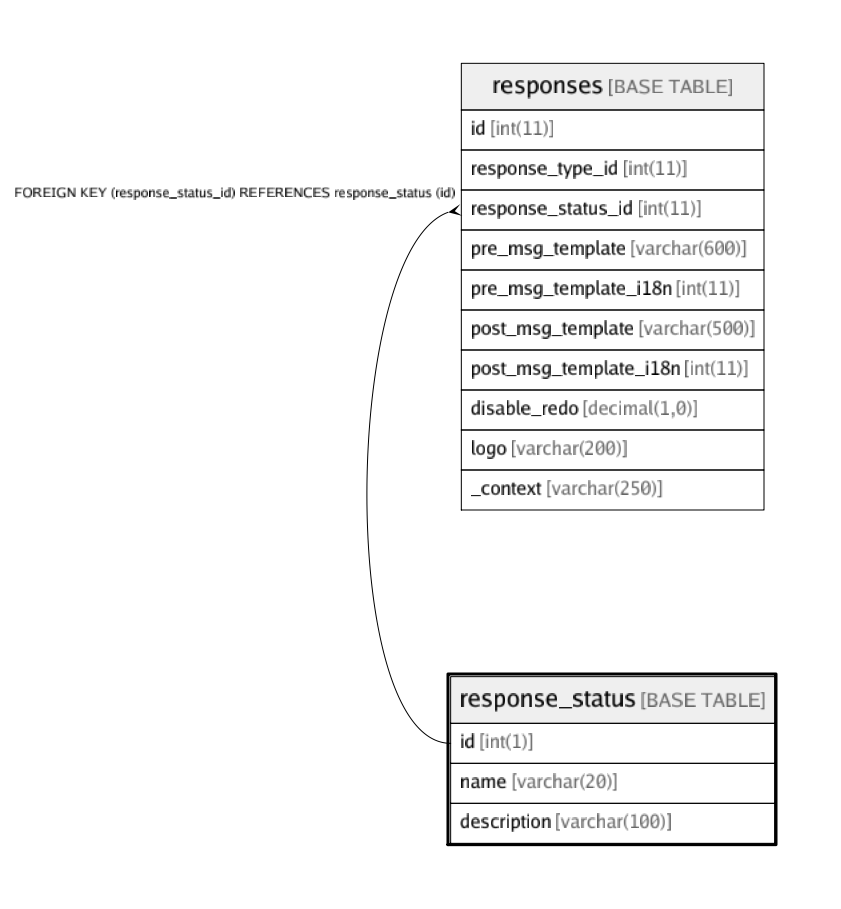 responses [BASE TABLE]
id [int(11)]
response_type_id [int(11)]
FOREIGN KEY (response_status_id) REFERENCES response_status (id)
response_status_id [int(11)]
pre_msg_template [varchar(600)]
pre_msg_template_i18n [int(11)]
post_msg_template [varchar(500)]
post_msg_template_i18n [int(11)]
disable_redo [decimal(1,0)]
logo [varchar(200)]
_context [varchar(250)]
response_status [BASE TABLE]
id [int(1)]
name [varchar(20)]
description [varchar(100)]